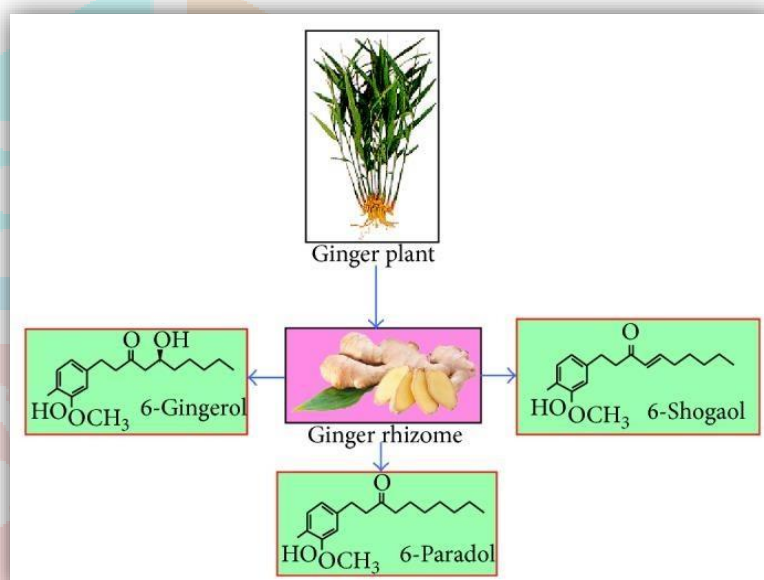 Ginger plant
O OH
HO
OCH3 6-Gingerol
Ginger rhizome
O
HO
OCH3 6-Shogaol
O
HO
OCH3 6-Paradol